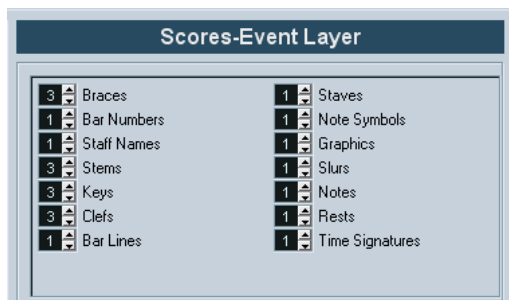 Scores-Event Layer
3 Braces
1 Bar Numbers
1 Staff Names
3 Stems
3 Keys
3 Clefs
1 Bar Lines
1 Staves
1 Note Symbols
1 Graphics
1 Slurs
1 Notes
1 Rests
1 Time Signatures